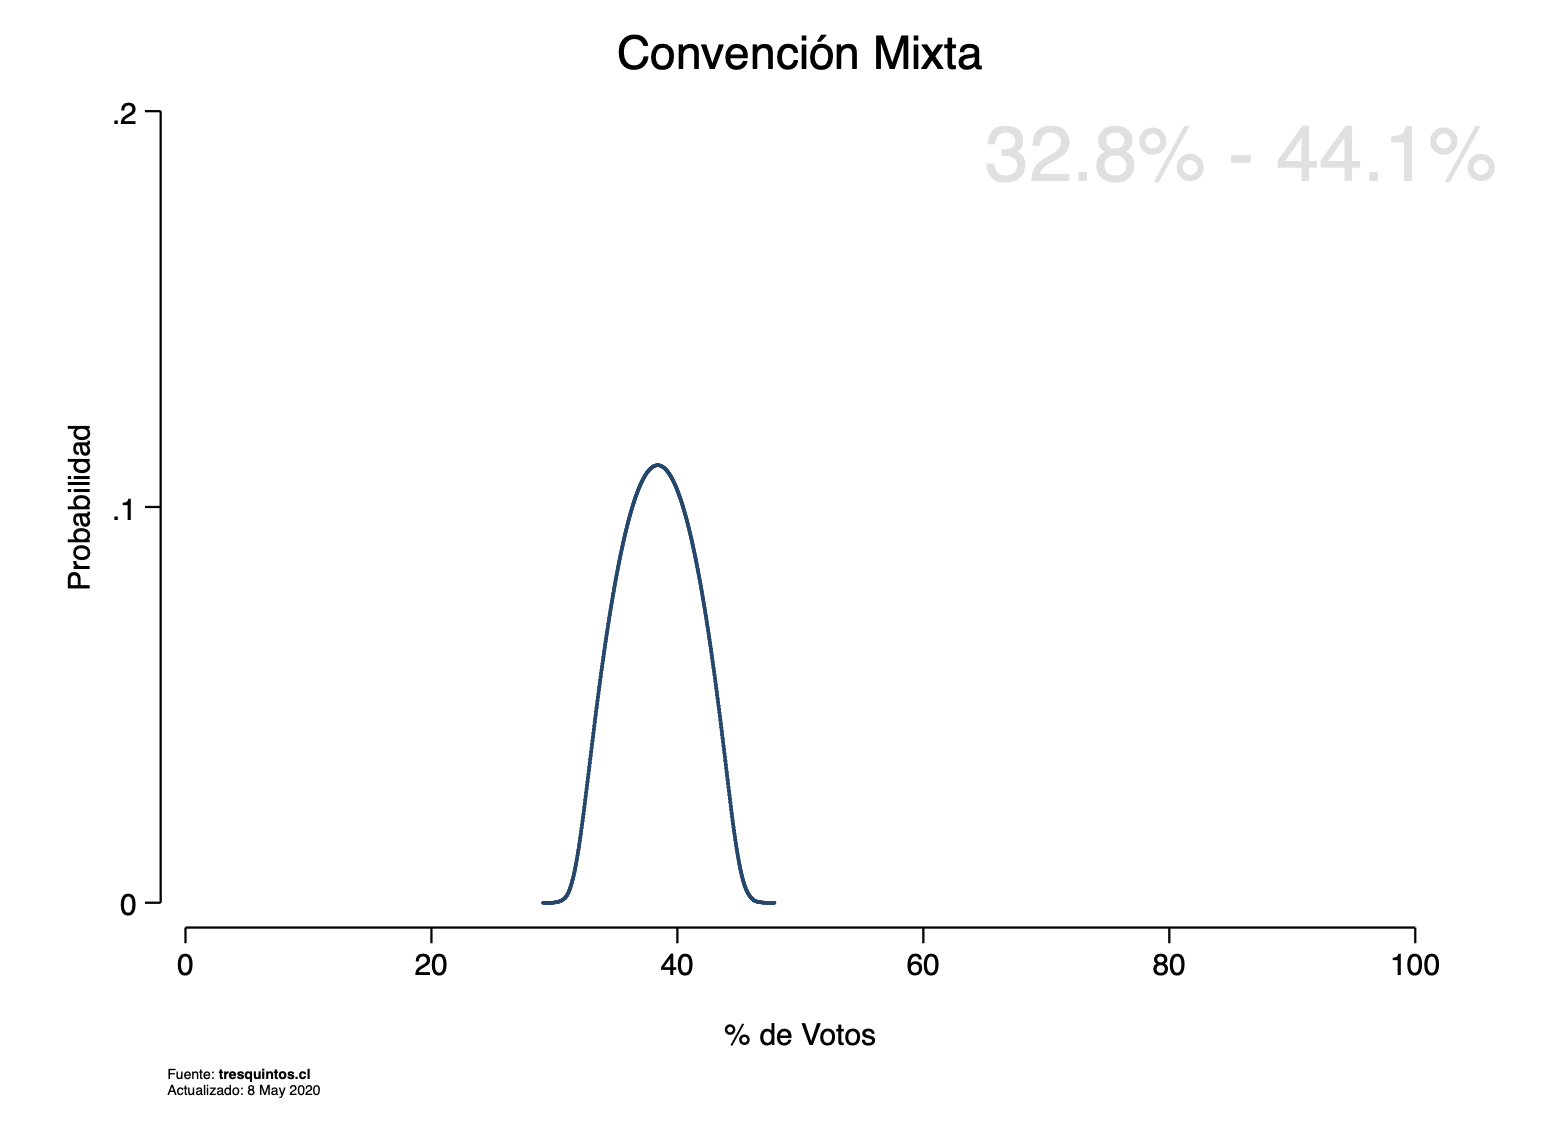 Convención Mixta
32.8% - 44.1%
.2
.1
0
Probabilidad
0 20 40 60 80 100
% de Votos
Fuente: tresquintos.cl
Actualizado: 8 May 2020